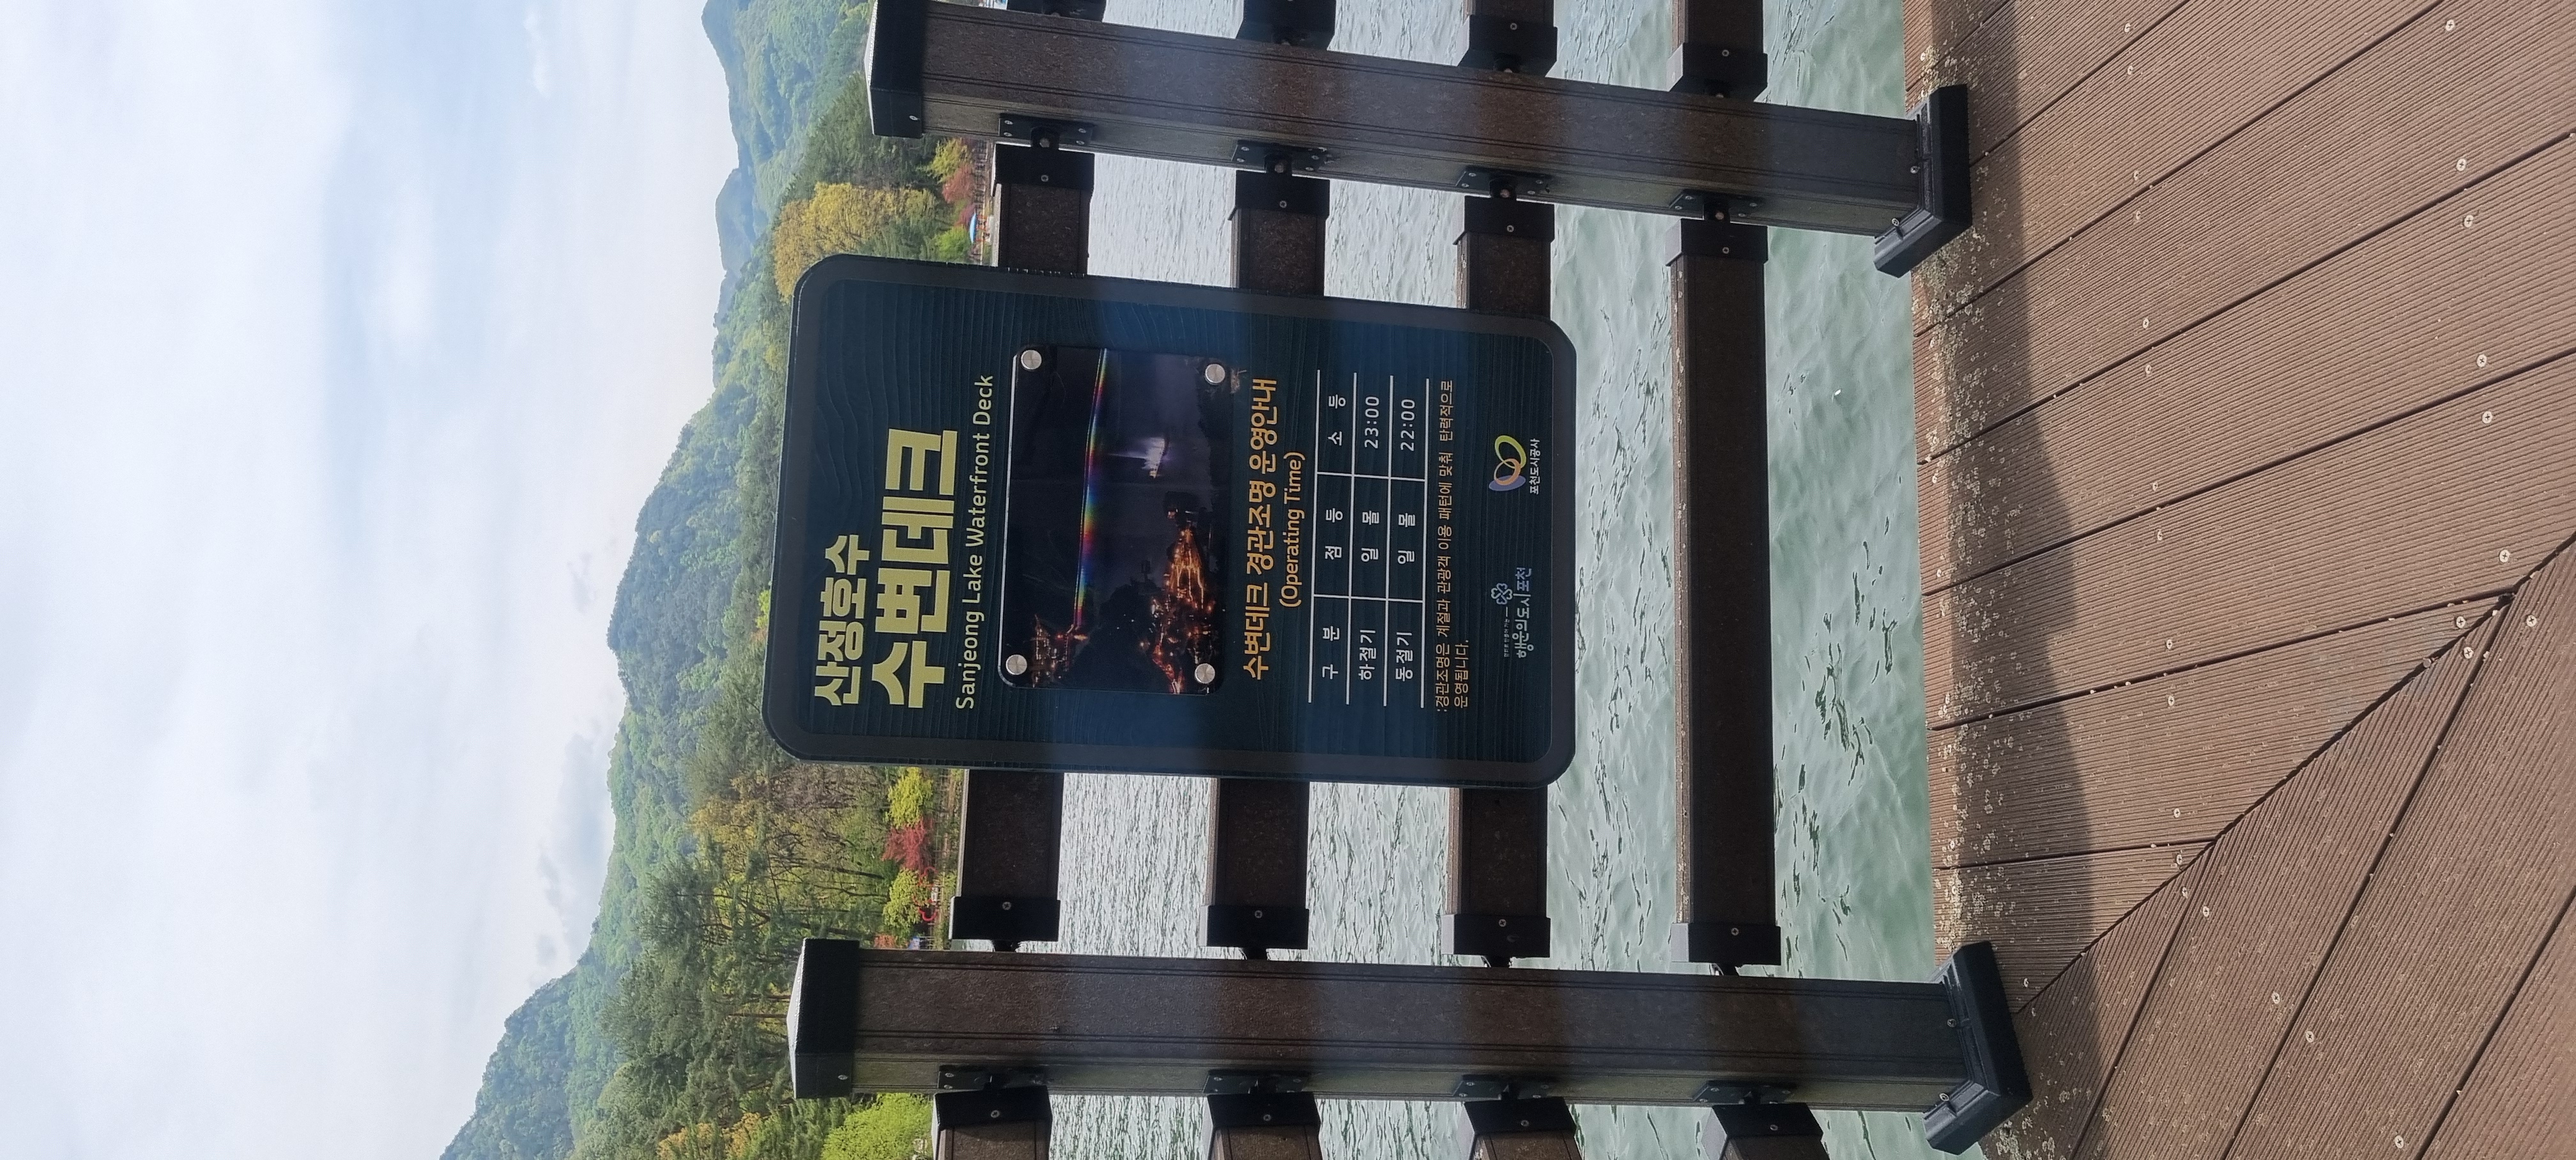 산정호수
수변데크
Sanjeong Lake Waterfront Deck
수변데크 경관조명 운영안내
(Operating Time)
구 분 점 등 소 등
하절기 일 몰 23:00
동절기 일 몰 22:00
:경관조명은 계절과 관광객 이용 패턴에 맞춰 탄력적으로
운영됩니다.
행운의도시포천
포천도시공사